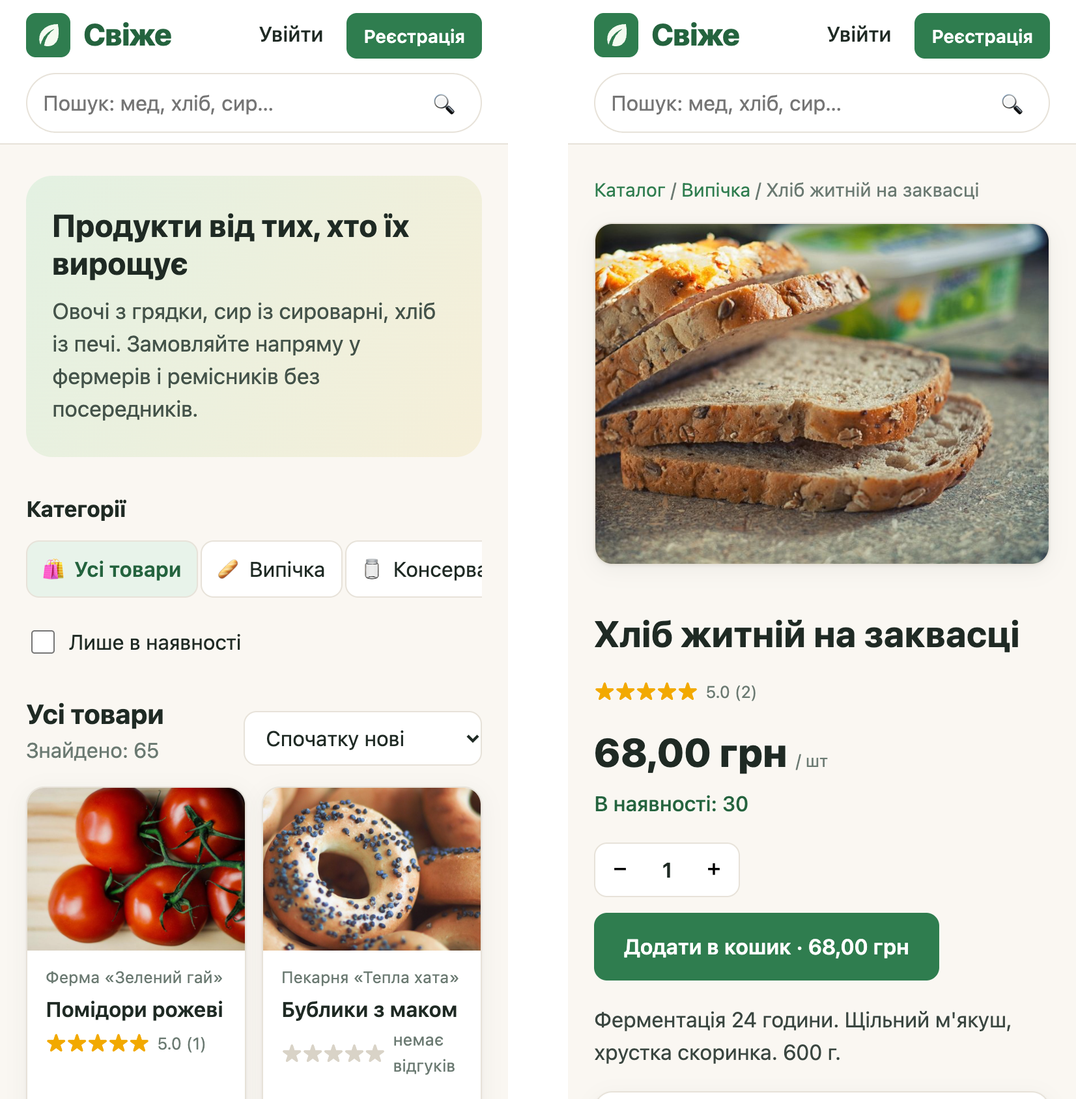 Свіже
Увійти
Реєстрація
Пошук: мед, хліб, сир...
Продукти від тих, хто їх
вирощує
Овочі з грядки, сир із сироварні, хліб
із печі. Замовляйте напряму у
фермерів і ремісників без
посередників.
Категорії
Усі товари
Випічка
Консерва
Лише в наявності
Усі товари
Знайдено: 65
Спочатку нові
Ферма «Зелений гай»
Помідори рожеві
5.0 (1)
Пекарня «Тепла хата»
Бублики з маком
немає
відгуків
Свіже
Увійти
Реєстрація
Пошук: мед, хліб, сир...
Каталог / Випічка / Хліб житній на заквасці
Хліб житній на заквасці
5.0 (2)
68,00 грн / шт
В наявності: 30
− 1 +
Додати в кошик · 68,00 грн
Ферментація 24 години. Щільний м'якуш,
хрустка скоринка. 600 г.